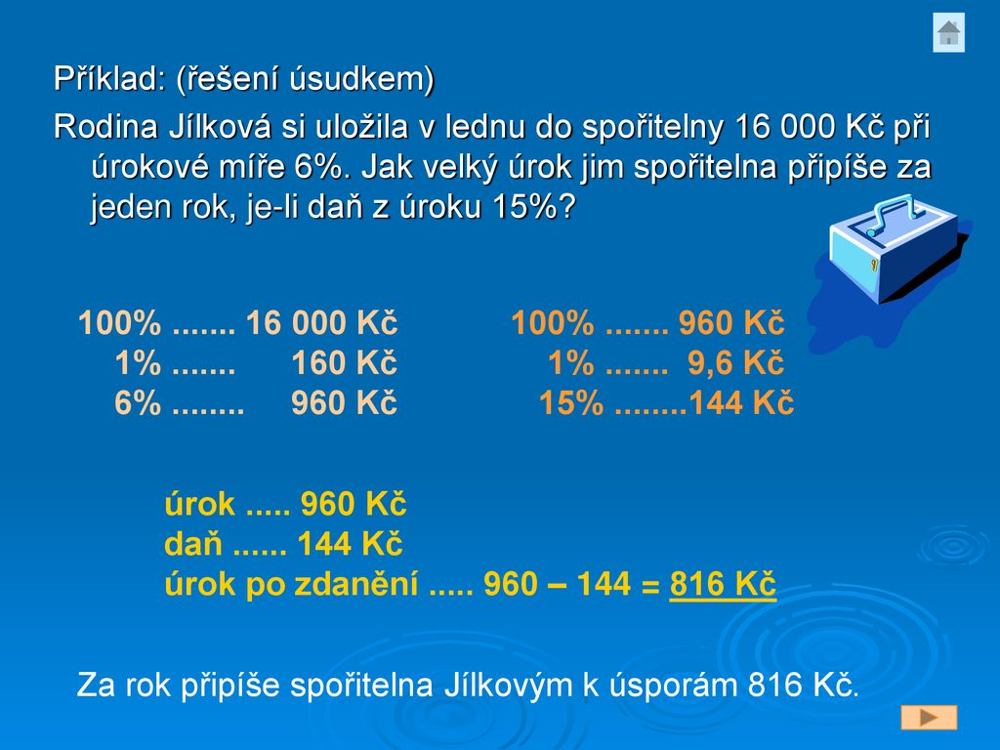 Příklad: (řešení úsudkem)
Rodina Jílková si uložila v lednu do spořitelny 16 000 Kč při
úrokové míře 6%. Jak velký úrok jim spořitelna připíše za
jeden rok, je-li daň z úroku 15%?
100% ....... 16 000 Kč 100% ....... 960 Kč
1% ....... 160 Kč 1% ....... 9,6 Kč
6% ........ 960 Kč 15% ........144 Kč
úrok ..... 960 Kč
daň ...... 144 Kč
úrok po zdanění ..... 960 – 144 = 816 Kč
Za rok připíše spořitelna Jílkovým k úsporám 816 Kč.